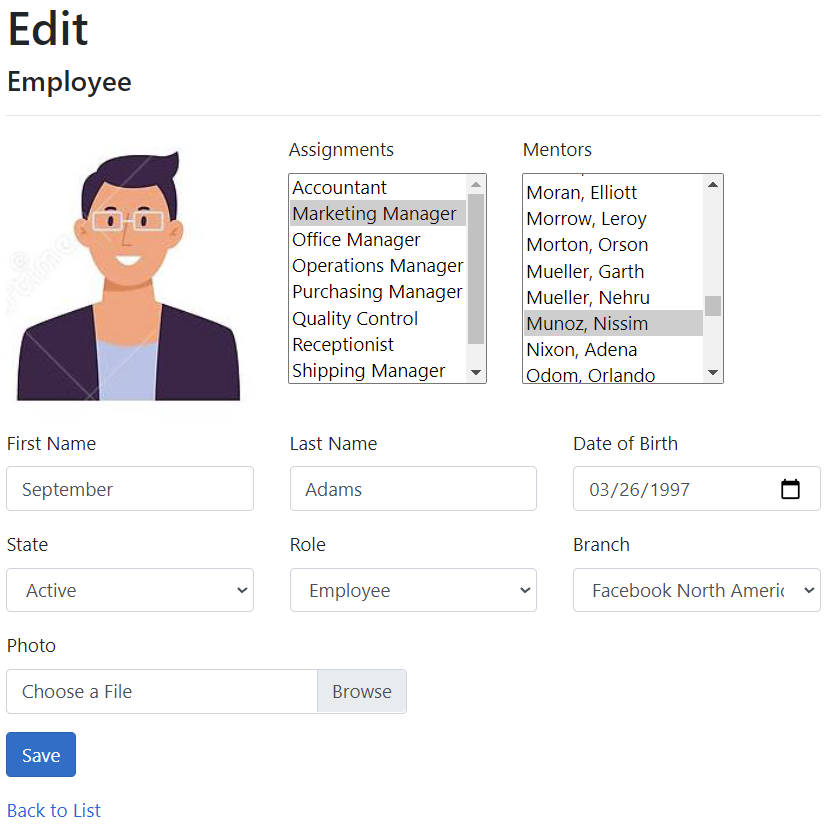 Edit
Employee
Assignments
Accountant
Marketing Manager
Office Manager
Operations Manager
Purchasing Manager
Quality Control
Receptionist
Shipping Manager
Mentors
Moran, Elliott
Morrow, Leroy
Morton, Orson
Mueller, Garth
Mueller, Nehru
Munoz, Nissim
Nixon, Adena
Odom, Orlando
First Name
September
Last Name
Adams
Date of Birth
03/26/1997
State
Active
Role
Employee
Branch
Facebook North Americ
Photo
Choose a File
Browse
Save
Back to List